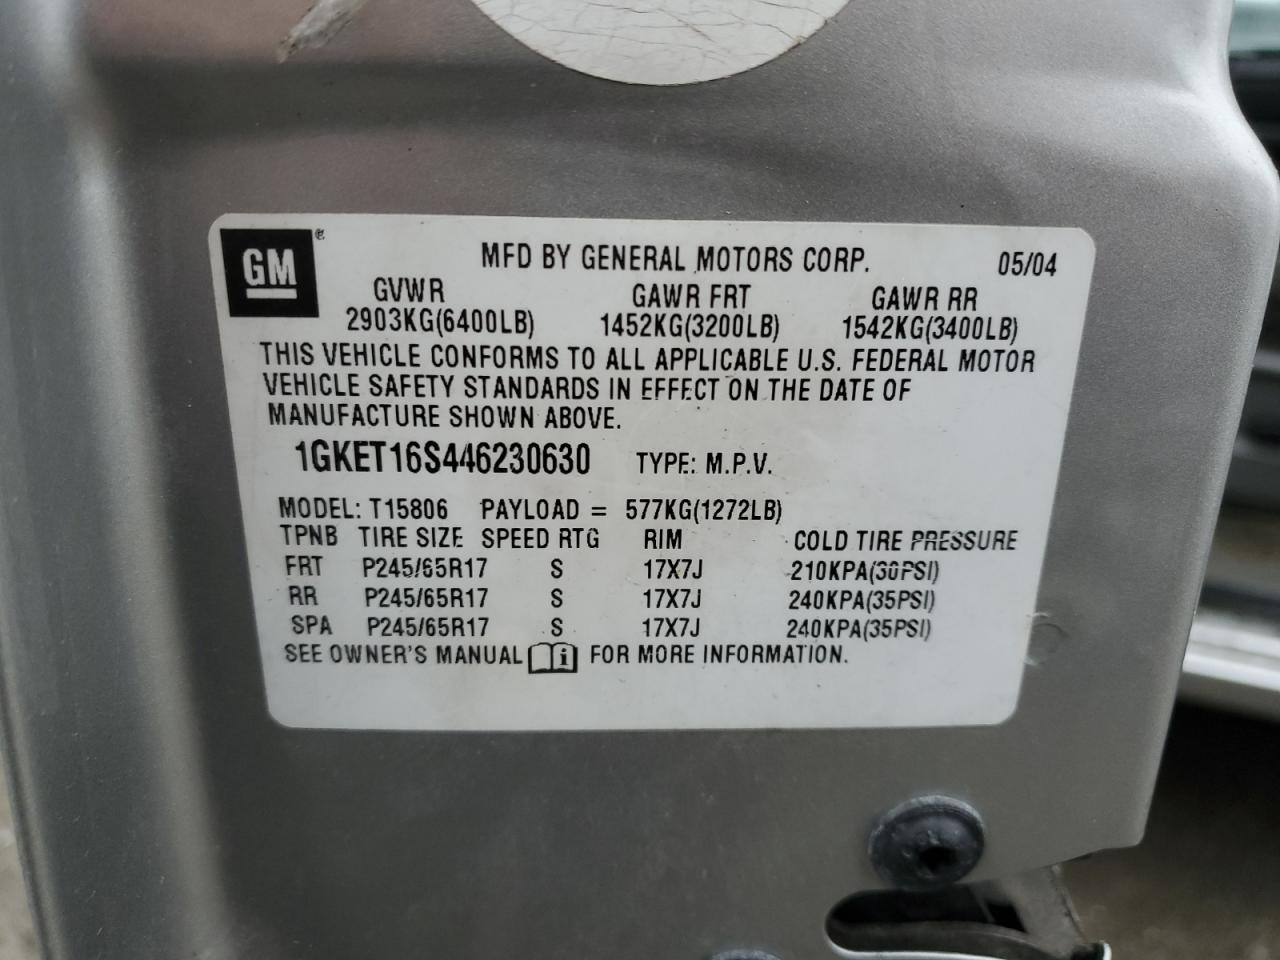 GM ® MFD BY GENERAL MOTORS CORP. 05/04
GVWR GAWR FRT GAWR RR
2903KG(6400LB) 1452KG(3200LB) 1542KG(3400LB)
THIS VEHICLE CONFORMS TO ALL APPLICABLE U.S. FEDERAL MOTOR
VEHICLE SAFETY STANDARDS IN EFFECT ON THE DATE OF
MANUFACTURE SHOWN ABOVE.
1GKET16S446230630 TYPE: M.P.V.
MODEL: T15806 PAYLOAD = 577KG(1272LB)
TPNB TIRE SIZE SPEED RTG RIM COLD TIRE PRESSURE
FRT P245/65R17 S 17X7J 210KPA(30PSI)
RR P245/65R17 S 17X7J 240KPA(35PSI)
SPA P245/65R17 S 17X7J 240KPA(35PSI)
SEE OWNER'S MANUAL i FOR MORE INFORMATION.